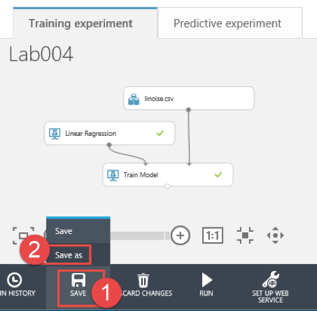 Training experiment
Predictive experiment
Lab004
linoise.csv
Linear Regression
Train Model
Save
2
Save as
1:1
N HISTORY
SAVE
1
SCARD CHANGES
RUN
SET UP WEB
SERVICE